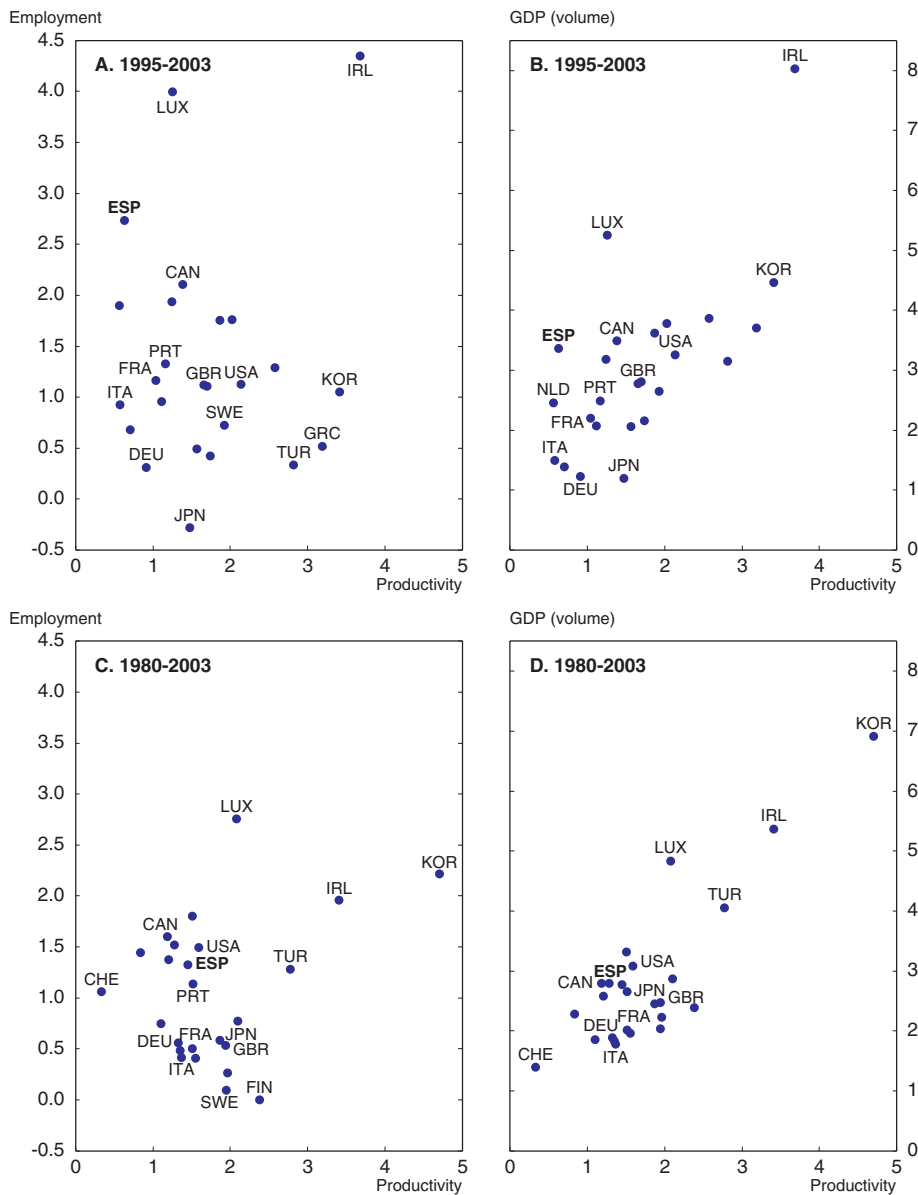 Employment
GDP (volume)
4.5
4.0
3.5
3.0
2.5
2.0
1.5
1.0
0.5
0.0
-0.5
A. 1995-2003
IRL
LUX
ESP
CAN
PRT
FRA
GBR USA
ITA
KOR
SWE
GRC
DEU
TUR
JPN
0 1 2 3 4 5
Productivity
B. 1995-2003
IRL
LUX
KOR
ESP
CAN
USA
GBR
NLD
PRT
FRA
ITA
JPN
DEU
8
7
6
5
4
3
2
1
0
0 1 2 3 4 5
Productivity
Employment
GDP (volume)
4.5
4.0
3.5
3.0
2.5
2.0
1.5
1.0
0.5
0.0
-0.5
C. 1980-2003
LUX
KOR
IRL
CAN
USA
ESP
TUR
CHE
PRT
DEU FRA JPN
GBR
ITA
FIN
SWE
0 1 2 3 4 5
Productivity
D. 1980-2003
KOR
IRL
LUX
TUR
USA
ESP
CAN
JPN
GBR
FRA
DEU
ITA
CHE
8
7
6
5
4
3
2
1
0
0 1 2 3 4 5
Productivity